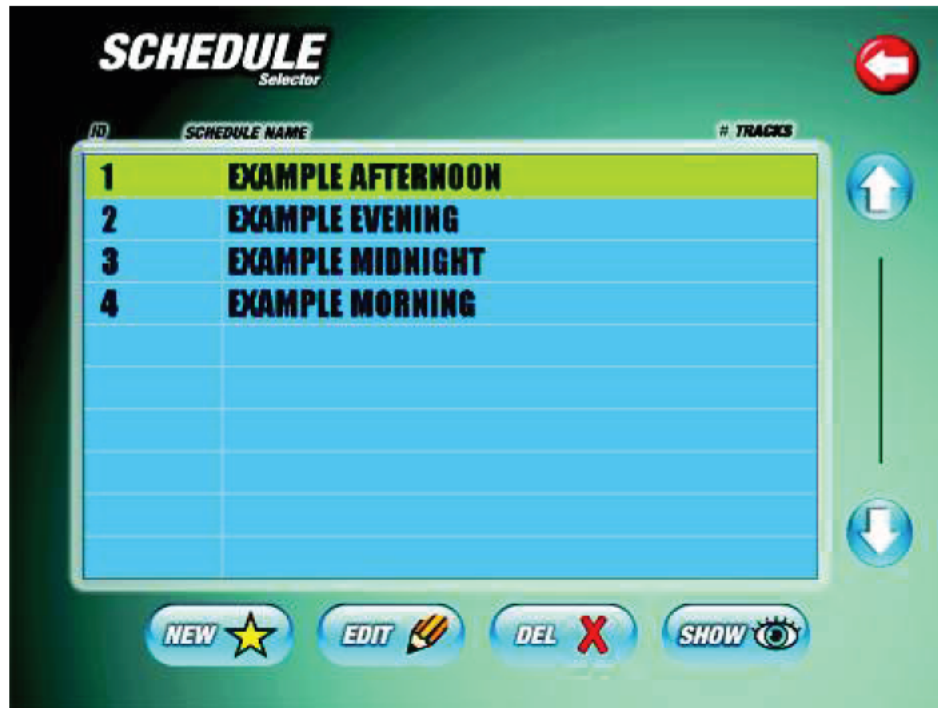 SCHEDULE
Selector
ID SCHEDULE NAME # TRACKS
1 EXAMPLE AFTERNOON
2 EXAMPLE EVENING
3 EXAMPLE MIDNIGHT
4 EXAMPLE MORNING
NEW EDIT DEL SHOW